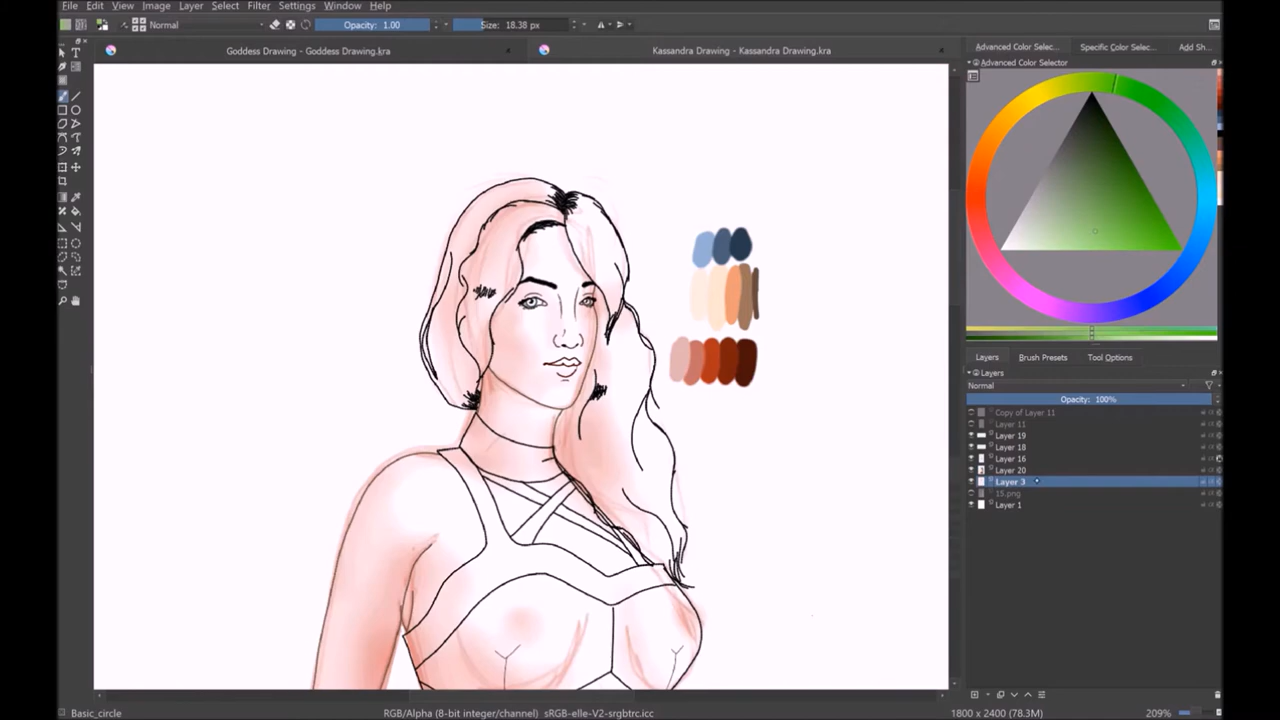 File Edit View Image Layer Select Filter Settings Window Help
Normal Opacity: 1.00 Size: 18.38 px
Goddess Drawing - Goddess Drawing.kra
Kassandra Drawing - Kassandra Drawing.kra
Advanced Color Selec... Specific Color Selec... Add Sh...
Advanced Color Selector
Layers Brush Presets Tool Options
Layers
Normal
Opacity: 100%
Copy of Layer 11
Layer 11
Layer 19
Layer 18
Layer 16
Layer 20
Layer 3
15.png
Layer 1
Basic_circle RGB/Alpha (8-bit integer/channel) sRGB-elle-V2-srgbtrc.icc 1800 x 2400 (78.3M) 209%